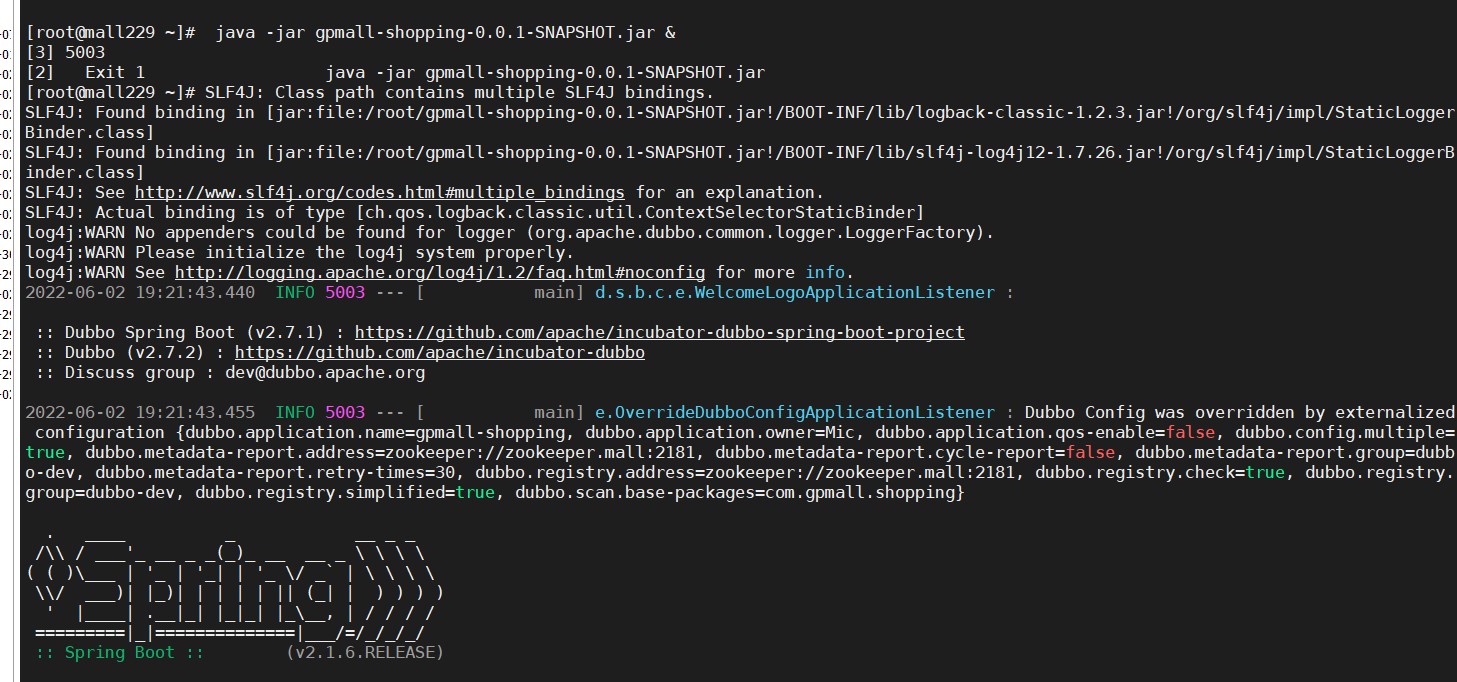 [root@mall229 ~]#  java -jar gpmall-shopping-0.0.1-SNAPSHOT.jar &
[3] 5003
[2]   Exit 1                  java -jar gpmall-shopping-0.0.1-SNAPSHOT.jar
[root@mall229 ~]# SLF4J: Class path contains multiple SLF4J bindings.
SLF4J: Found binding in [jar:file:/root/gpmall-shopping-0.0.1-SNAPSHOT.jar!/BOOT-INF/lib/logback-classic-1.2.3.jar!/org/slf4j/impl/StaticLogger
Binder.class]
SLF4J: Found binding in [jar:file:/root/gpmall-shopping-0.0.1-SNAPSHOT.jar!/BOOT-INF/lib/slf4j-log4j12-1.7.26.jar!/org/slf4j/impl/StaticLoggerB
inder.class]
SLF4J: See http://www.slf4j.org/codes.html#multiple_bindings for an explanation.
SLF4J: Actual binding is of type [ch.qos.logback.classic.util.ContextSelectorStaticBinder]
log4j:WARN No appenders could be found for logger (org.apache.dubbo.common.logger.LoggerFactory).
log4j:WARN Please initialize the log4j system properly.
log4j:WARN See http://logging.apache.org/log4j/1.2/faq.html#noconfig for more info.
2022-06-02 19:21:43.440  INFO 5003 --- [           main] d.s.b.c.e.WelcomeLogoApplicationListener :
 :: Dubbo Spring Boot (v2.7.1) : https://github.com/apache/incubator-dubbo-spring-boot-project
 :: Dubbo (v2.7.2) : https://github.com/apache/incubator-dubbo
 :: Discuss group : dev@dubbo.apache.org
2022-06-02 19:21:43.455  INFO 5003 --- [           main] e.OverrideDubboConfigApplicationListener : Dubbo Config was overridden by externalized
 configuration {dubbo.application.name=gpmall-shopping, dubbo.application.owner=Mic, dubbo.application.qos-enable=false, dubbo.config.multiple=
true, dubbo.metadata-report.address=zookeeper://zookeeper.mall:2181, dubbo.metadata-report.cycle-report=false, dubbo.metadata-report.group=dubb
o-dev, dubbo.metadata-report.retry-times=30, dubbo.registry.address=zookeeper://zookeeper.mall:2181, dubbo.registry.check=true, dubbo.registry.
group=dubbo-dev, dubbo.registry.simplified=true, dubbo.scan.base-packages=com.gpmall.shopping}
  .   ____          _            __ _ _
 /\\ / ___'_ __ _ _(_)_ __  __ _ \ \ \ \
( ( )\___ | '_ | '_| | '_ \/ _` | \ \ \ \
 \\/  ___)| |_)| | | | | || (_| |  ) ) ) )
  '  |____| .__|_| |_|_| |_\__, | / / / /
 =========|_|==============|___/=/_/_/_/
 :: Spring Boot ::        (v2.1.6.RELEASE)